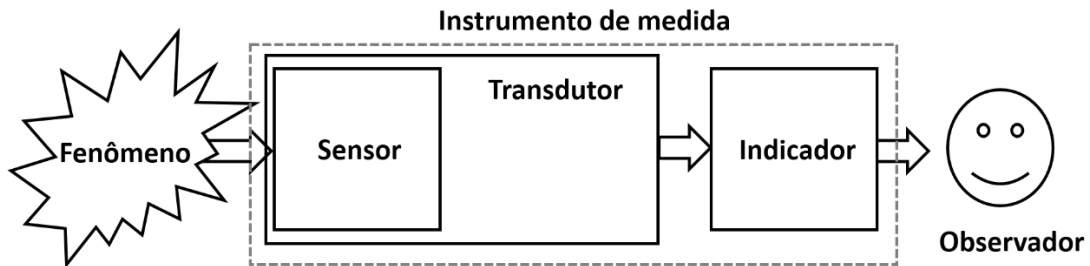 Instrumento de medida
Transdutor
Fenômeno
Sensor
Indicador
Observador